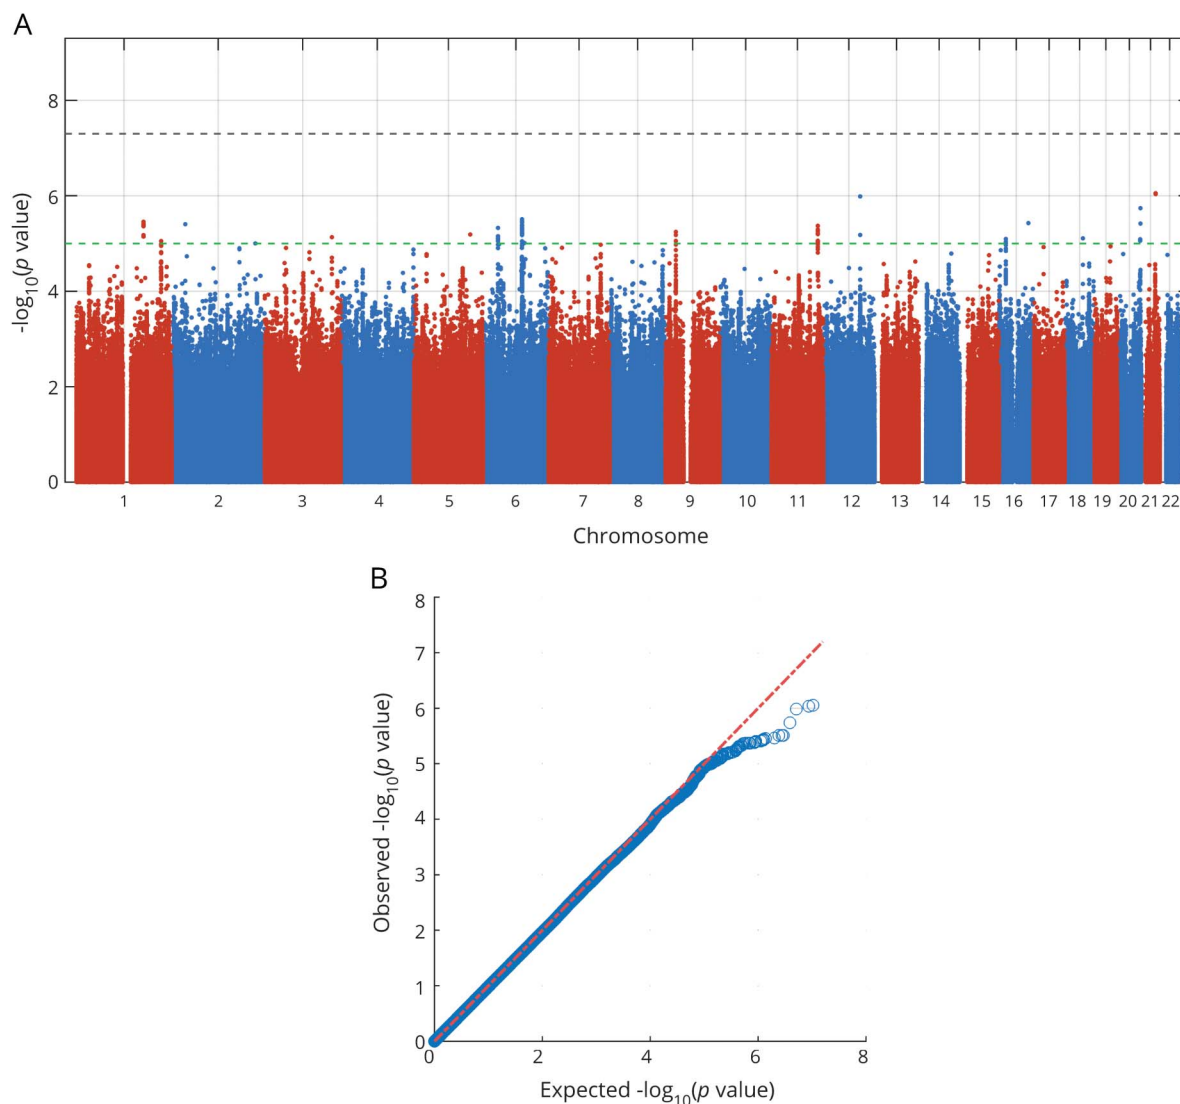 A
8
6
4
2
0
-log10(p value)
1 2 3 4 5 6 7 8 9 10 11 12 13 14 15 16 17 18 19 20 21 22
Chromosome
B
8
7
6
5
4
3
2
1
0
Observed -log10(p value)
0 2 4 6 8
Expected -log10(p value)